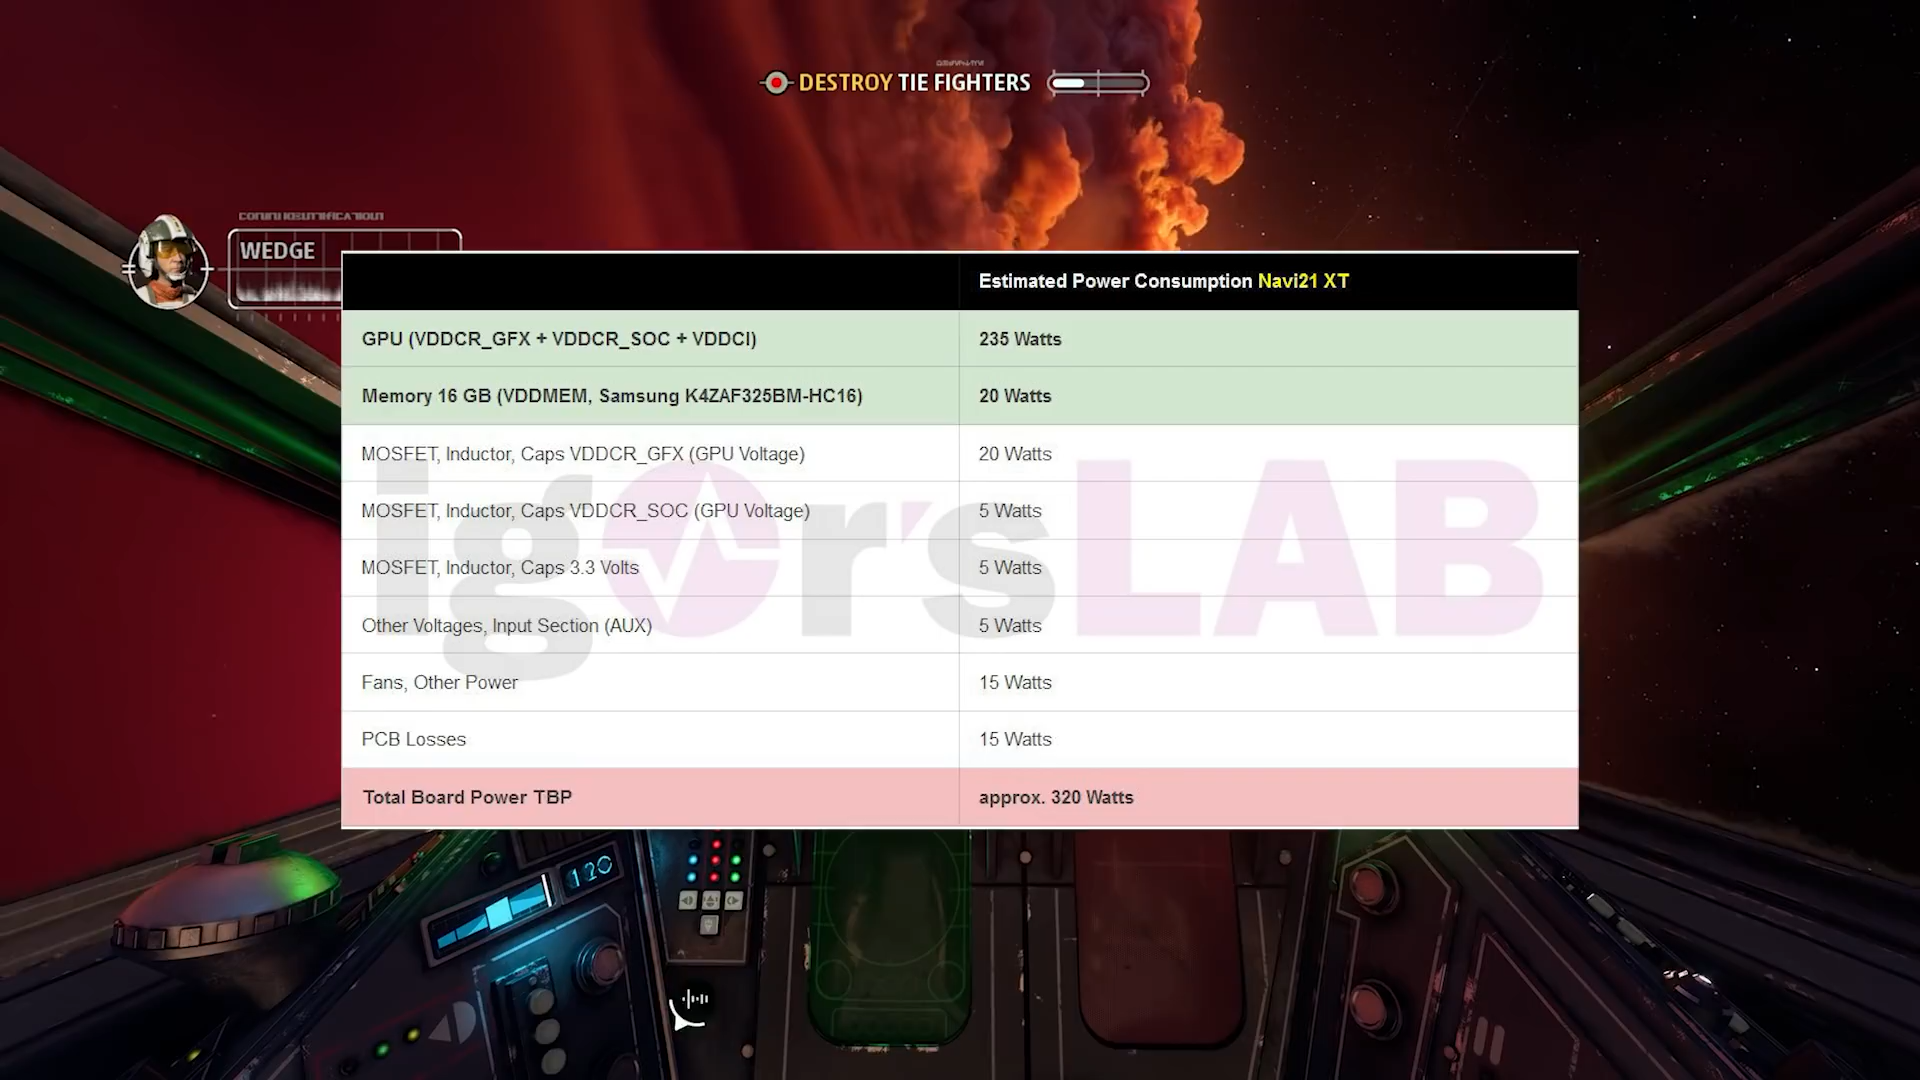 DESTROY TIE FIGHTERS
WEDGE
Estimated Power Consumption Navi21 XT
GPU (VDDCR_GFX + VDDCR_SOC + VDDCI) 235 Watts
Memory 16 GB (VDDMEM, Samsung K4ZAF325BM-HC16) 20 Watts
MOSFET, Inductor, Caps VDDCR_GFX (GPU Voltage) 20 Watts
MOSFET, Inductor, Caps VDDCR_SOC (GPU Voltage) 5 Watts
MOSFET, Inductor, Caps 3.3 Volts 5 Watts
Other Voltages, Input Section (AUX) 5 Watts
Fans, Other Power 15 Watts
PCB Losses 15 Watts
Total Board Power TBP approx. 320 Watts
igor'sLAB
120